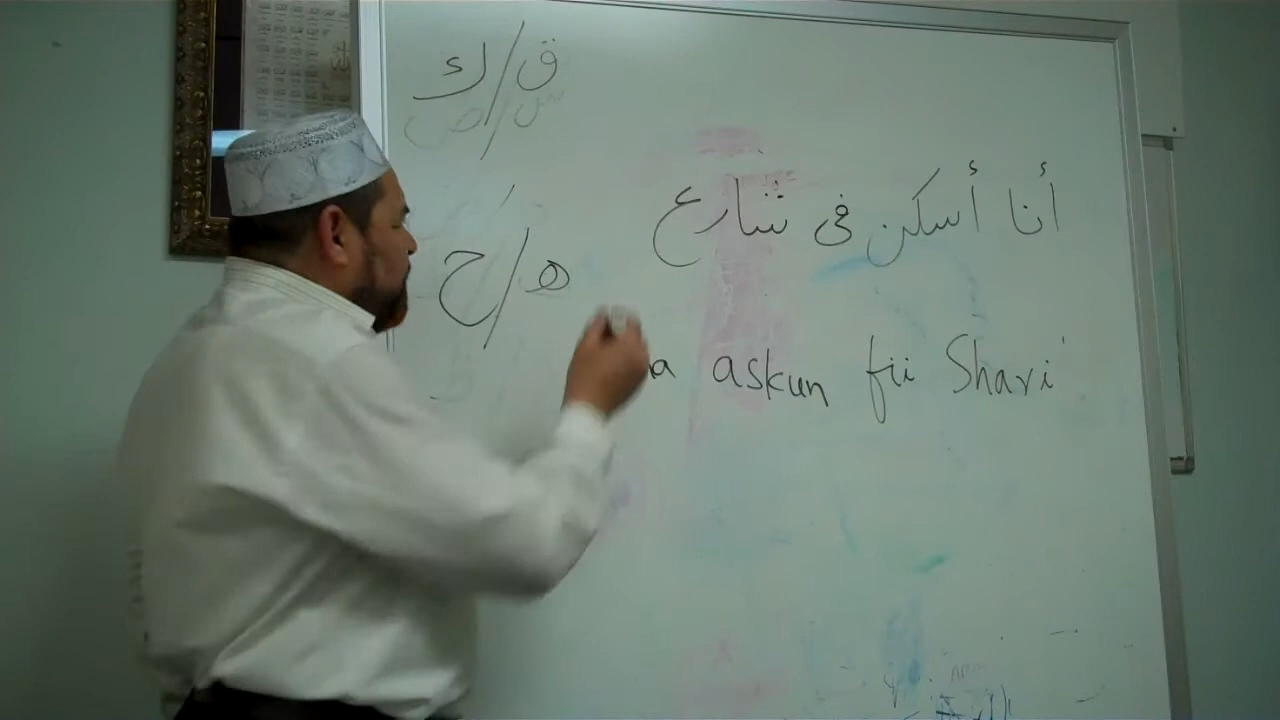 ك/ق
ص/س
أنا أسكن في شارع
ح/ه
a askun fii Shari'